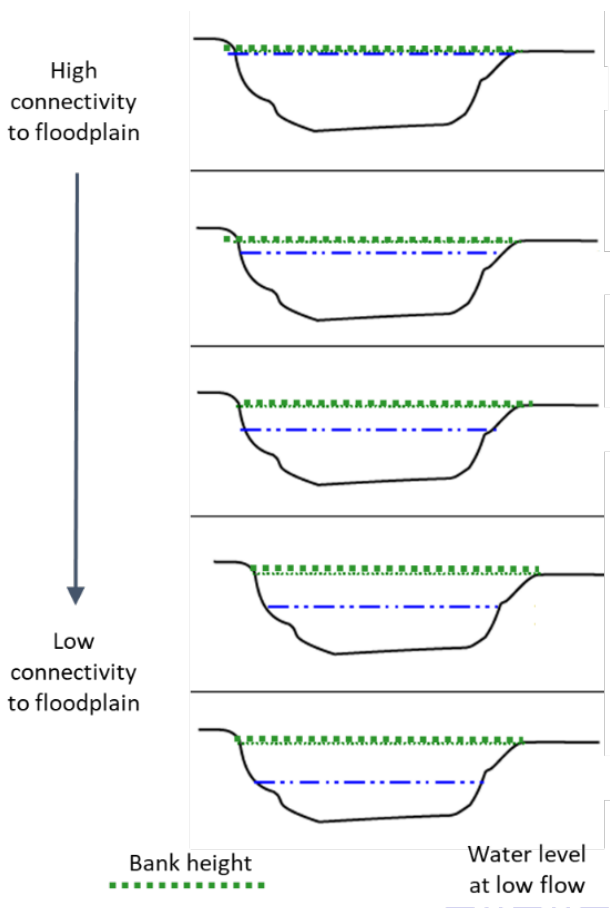 High
connectivity
to floodplain
Low
connectivity
to floodplain
Bank height
Water level
at low flow